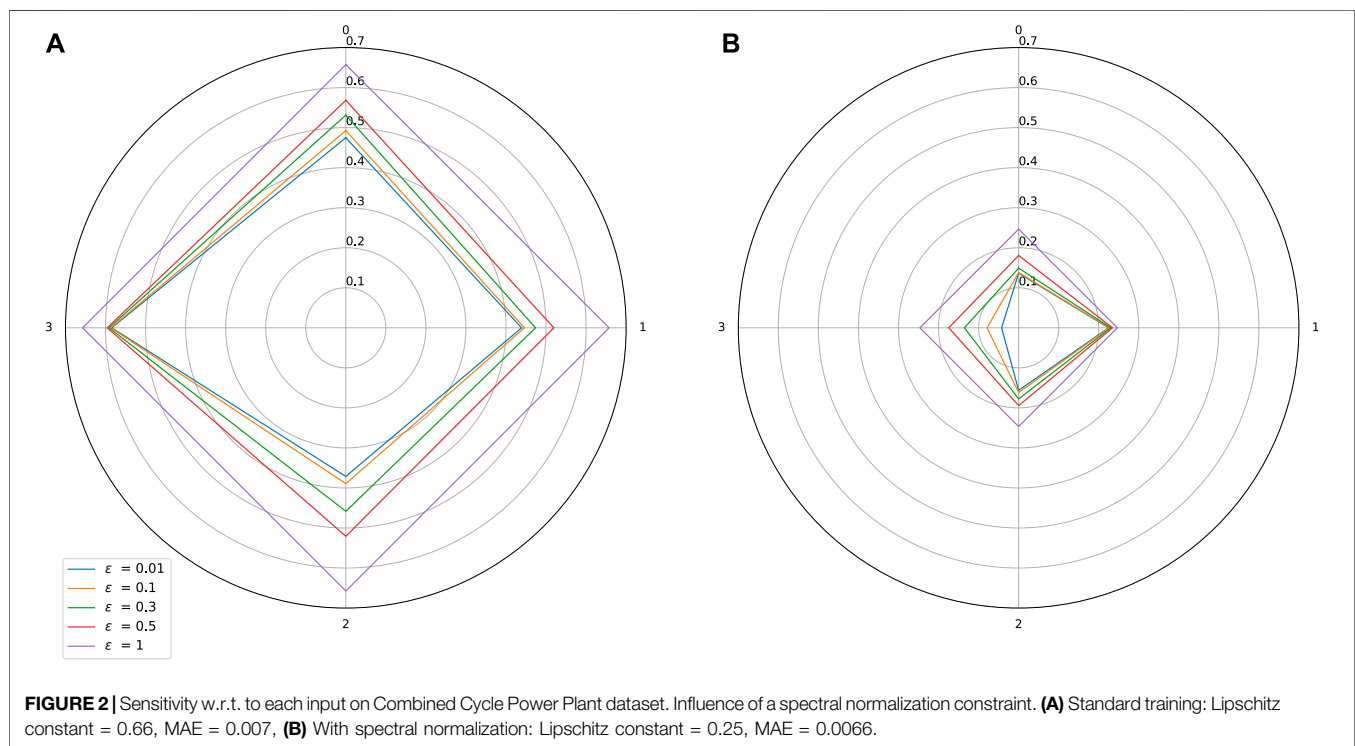 A
0
0.7
0.6
0.5
0.4
0.3
0.2
0.1
3
1
2
ε = 0.01
ε = 0.1
ε = 0.3
ε = 0.5
ε = 1
B
0
0.7
0.6
0.5
0.4
0.3
0.2
0.1
3
1
2
FIGURE 2 | Sensitivity w.r.t. to each input on Combined Cycle Power Plant dataset. Influence of a spectral normalization constraint. (A) Standard training: Lipschitz
constant = 0.66, MAE = 0.007, (B) With spectral normalization: Lipschitz constant = 0.25, MAE = 0.0066.